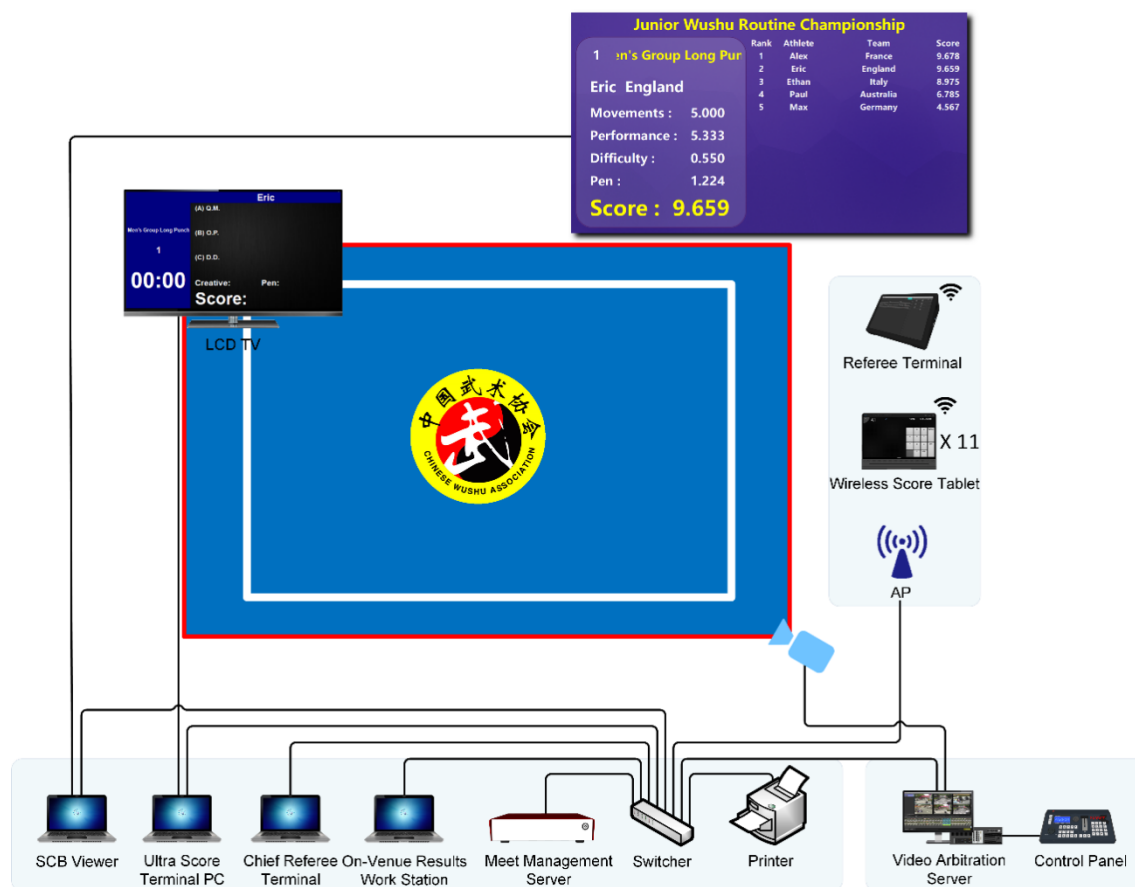 Junior Wushu Routine Championship
1 en's Group Long Pun
Eric England
Movements : 5.000
Performance : 5.333
Difficulty : 0.550
Pen : 1.224
Score : 9.659
Rank Athlete Team Score
1 Alex France 9.678
2 Eric England 9.659
3 Ethan Italy 8.975
4 Paul Australia 6.785
5 Max Germany 4.567
Eric
Men's Group Long Punch
1
00:00
(A) Q.M.
(B) O.P.
(C) D.D.
Creative: Pen:
Score:
LCD TV
中国武术协会
武
CHINESE WUSHU ASSOCIATION
Referee Terminal
X 11
Wireless Score Tablet
AP
SCB Viewer
Ultra Score
Terminal PC
Chief Referee
Terminal
On-Venue Results
Work Station
Meet Management
Server
Switcher
Printer
Video Arbitration
Server
Control Panel